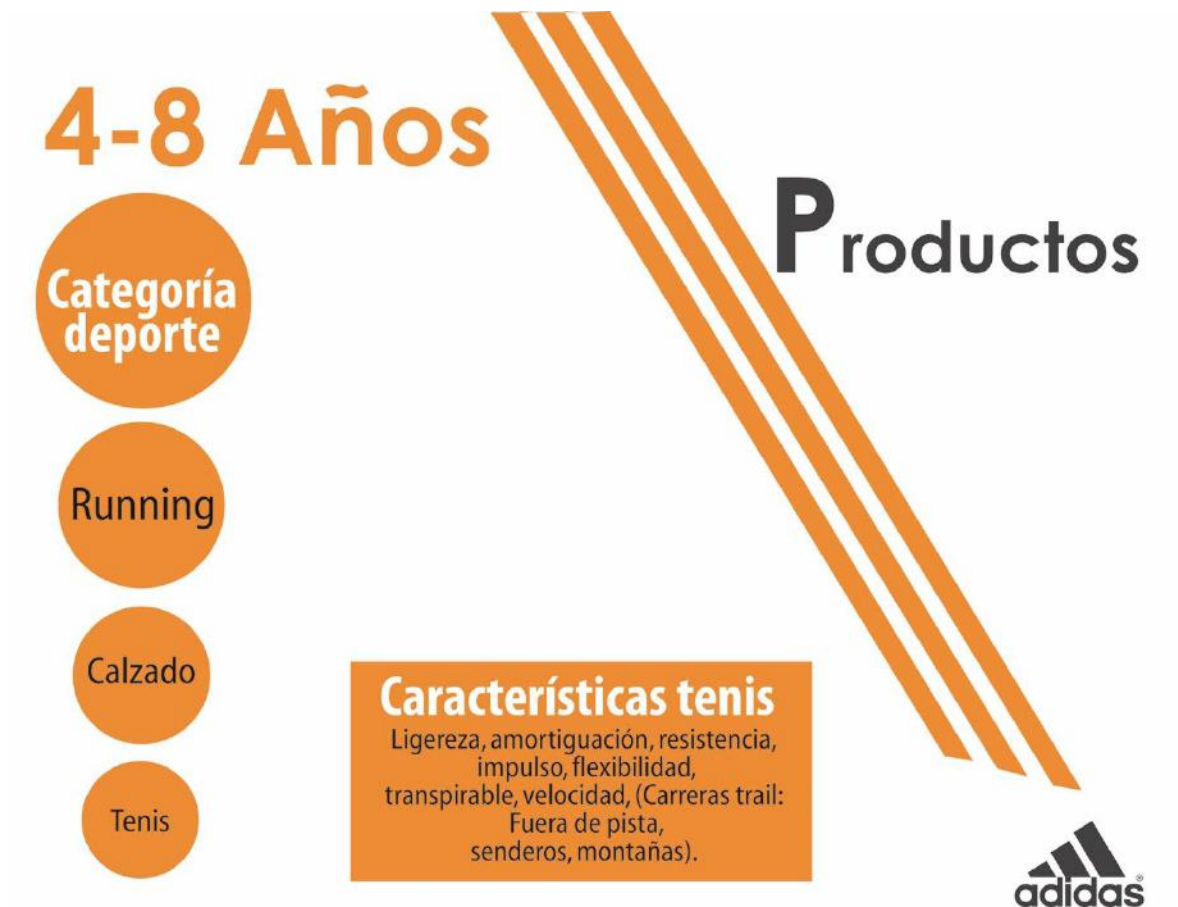 4-8 Años
Productos
Categoría
deporte
Running
Calzado
Tenis
Características tenis
Ligereza, amortiguación, resistencia,
impulso, flexibilidad,
transpirable, velocidad, (Carreras trail:
Fuera de pista,
senderos, montañas).
adidas®